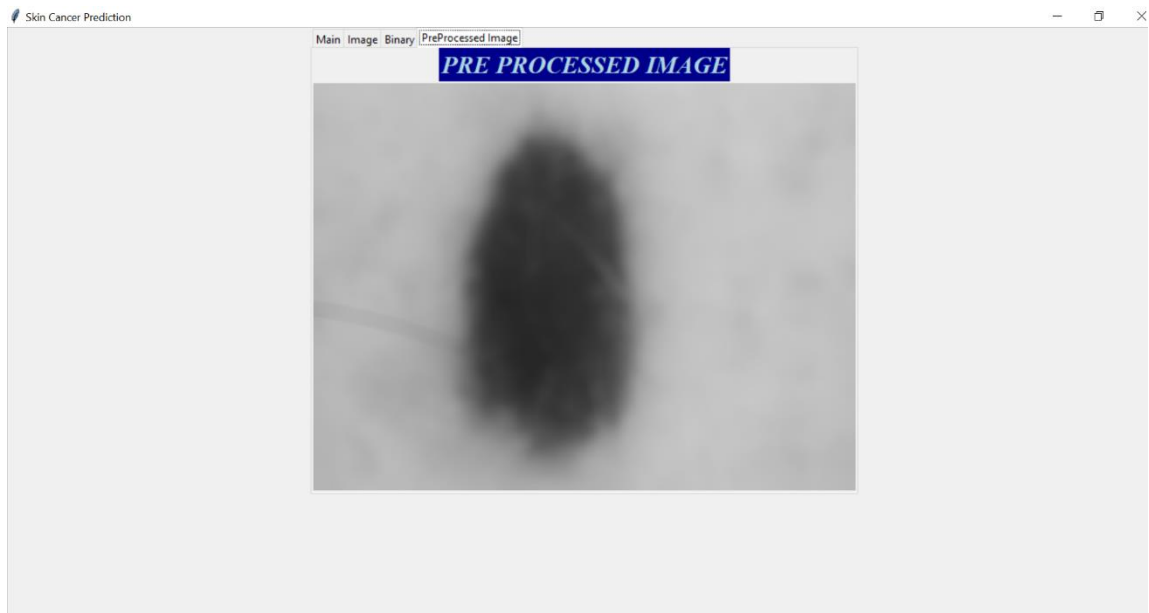 Skin Cancer Prediction
Main Image Binary PreProcessed Image
PRE PROCESSED IMAGE